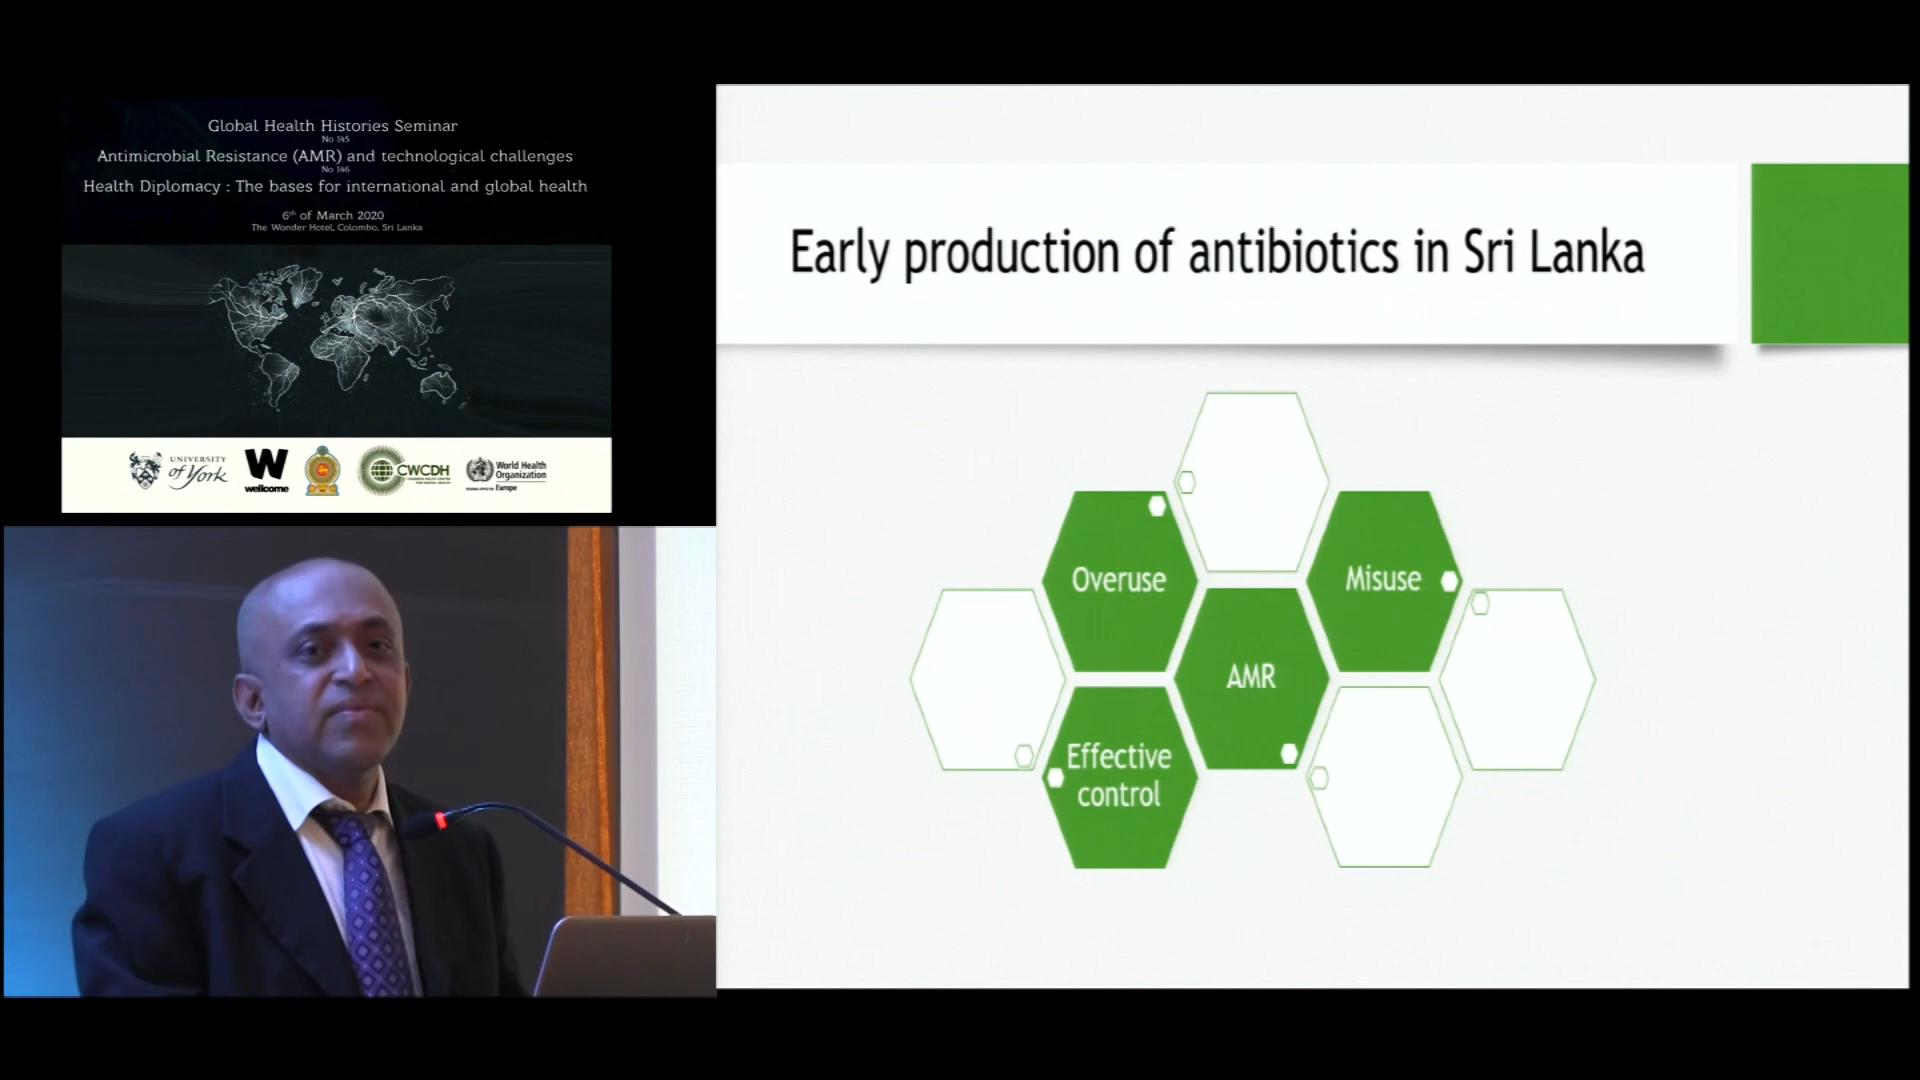 Global Health Histories Seminar
No 145
Antimicrobial Resistance (AMR) and technological challenges
No 146
Health Diplomacy : The bases for international and global health
6th of March 2020
The Wonder Hotel, Colombo, Sri Lanka
UNIVERSITY
of York
W
wellcome
CWCDH
World Health
Organization
Europe
Early production of antibiotics in Sri Lanka
Overuse
Misuse
AMR
Effective
control